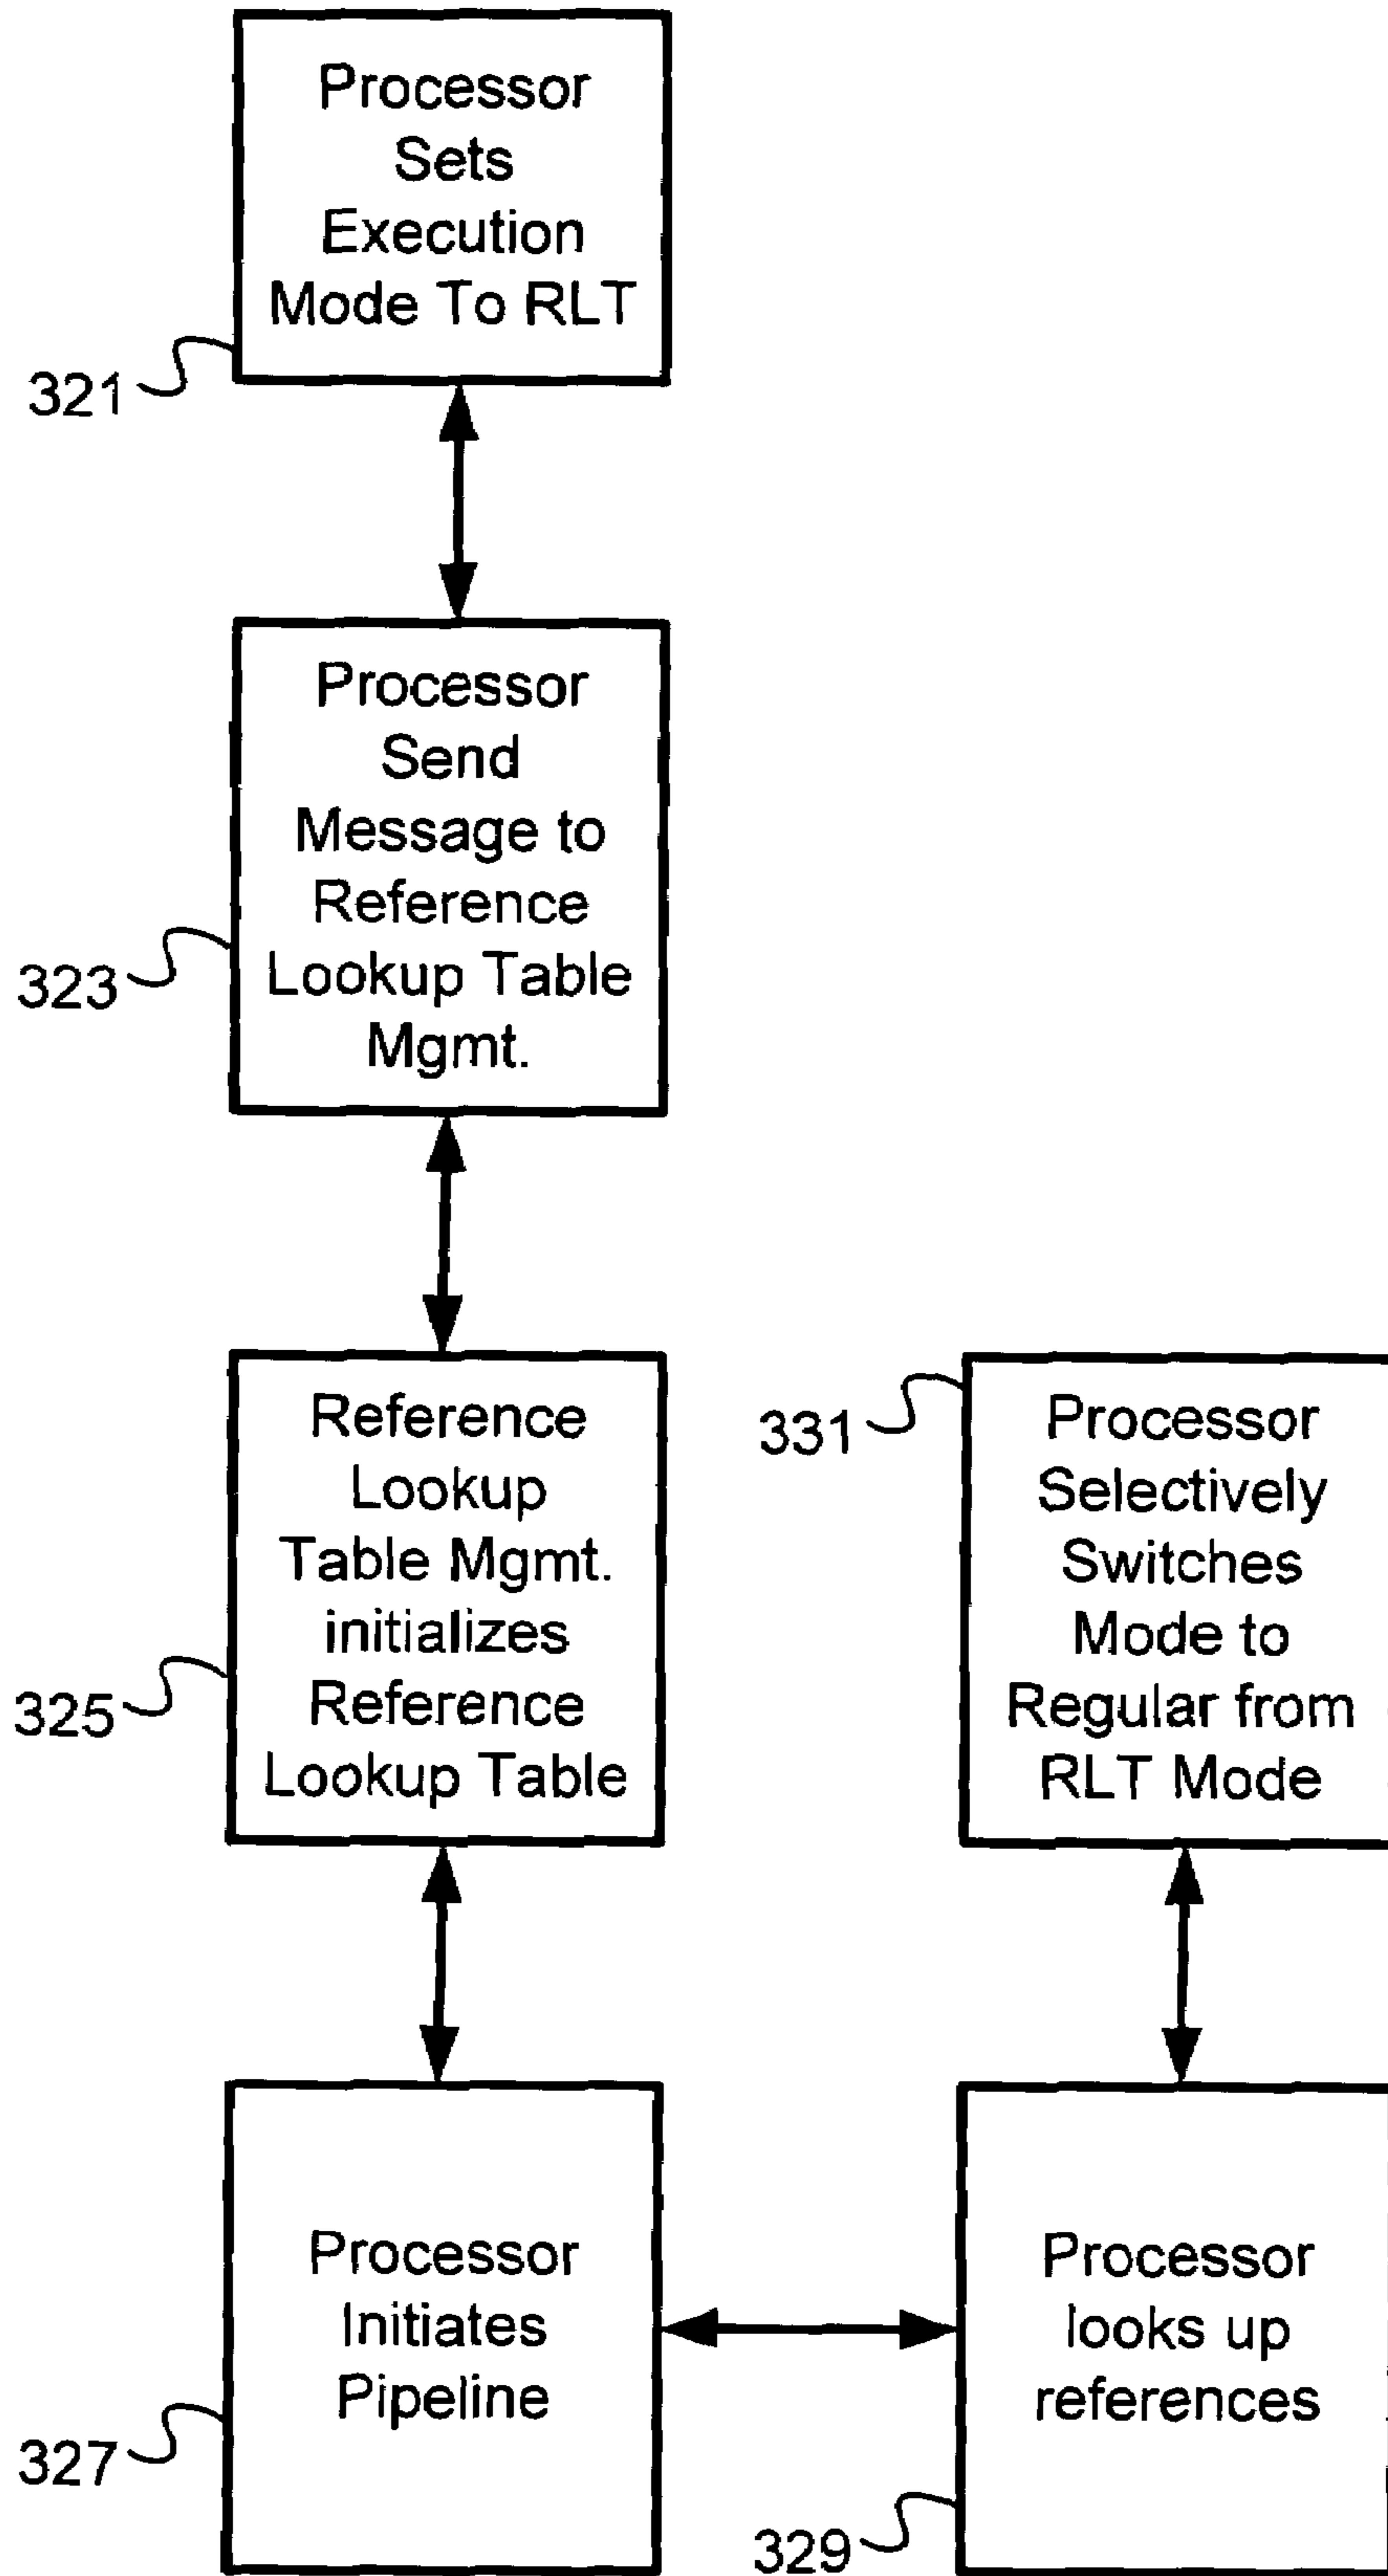 Processor
Sets
Execution
Mode To RLT
321
Processor
Send
Message to
Reference
Lookup Table
Mgmt.
323
Reference
Lookup
Table Mgmt.
initializes
Reference
Lookup Table
325
Processor
Initiates
Pipeline
327
Processor
looks up
references
329
331
Processor
Selectively
Switches
Mode to
Regular from
RLT Mode